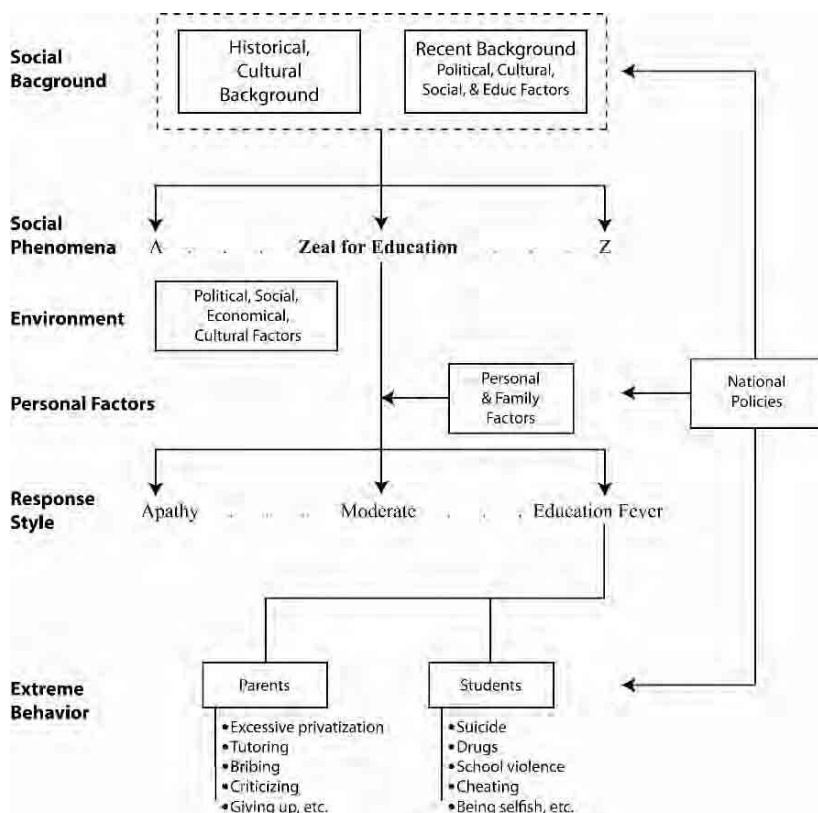 Social
Bacground
Historical,
Cultural
Background
Recent Background
Political, Cultural,
Social, & Educ Factors
Social
Phenomena
A . . . Zeal for Education . . . Z
Environment
Political, Social,
Economical,
Cultural Factors
Personal Factors
Personal
& Family
Factors
National
Policies
Response
Style
Apathy . . . Moderate . . . Education Fever
Extreme
Behavior
Parents
•Excessive privatization
•Tutoring
•Bribing
•Criticizing
•Giving up, etc.
Students
•Suicide
•Drugs
•School violence
•Cheating
•Being selfish, etc.